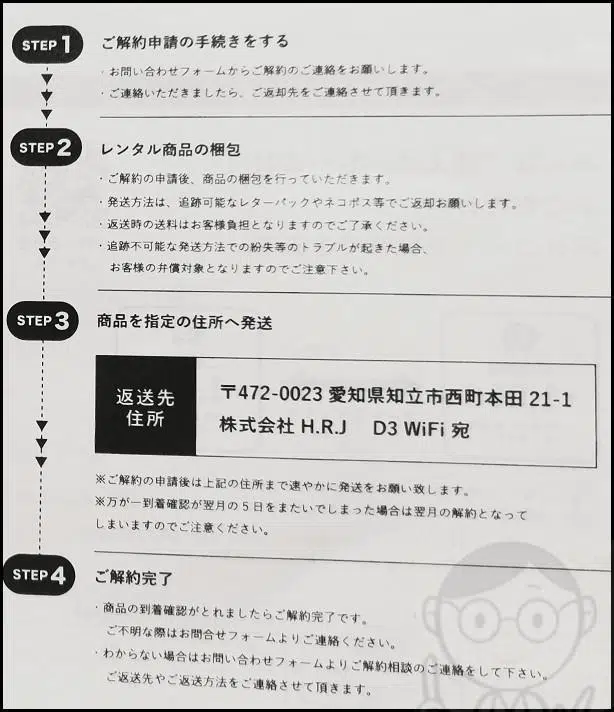 STEP 1 ご解約申請の手続きをする
・お問い合わせフォームからご解約のご連絡をお願いします。
・ご連絡いただきましたら、ご返却先をご連絡させて頂きます。
STEP 2 レンタル商品の梱包
・ご解約の申請後、商品の梱包を行っていただきます。
・発送方法は、追跡可能なレターパックやネコポス等でご返却お願いします。
・返送時の送料はお客様負担となりますのでご了承ください。
・追跡不可能な発送方法での紛失等のトラブルが起きた場合、
お客様の弁償対象となりますのでご注意下さい。
STEP 3 商品を指定の住所へ発送
返送先
住所
〒472-0023 愛知県知立市西町本田 21-1
株式会社 H.R.J D3 WiFi 宛
※ご解約の申請後は上記の住所まで速やかに発送をお願い致します。
※万が一到着確認が翌月の5日をまたいでしまった場合は翌月の解約となって
しまいますのでご注意ください。
STEP 4 ご解約完了
・商品の到着確認がとれましたらご解約完了です。
ご不明な際はお問合せフォームよりご連絡ください。
・わからない場合はお問い合わせフォームよりご解約相談のご連絡をして下さい。
ご返送先やご返送方法をご連絡させて頂きます。